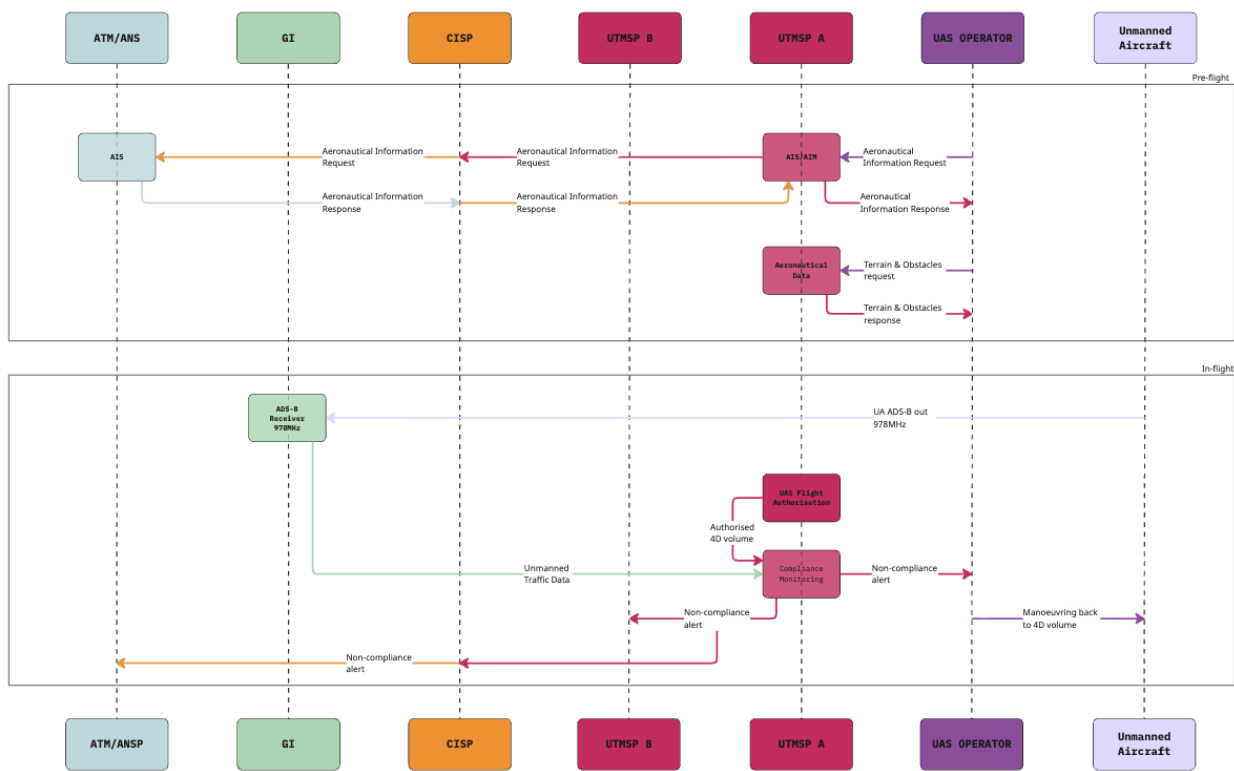 ATM/ANS
GI
CISP
UTMSP B
UTMSP A
UAS OPERATOR
Unmanned
Aircraft
Pre-flight
AIS
Aeronautical Information
Request
Aeronautical Information
Request
AIS/AIM
Aeronautical
Information Request
Aeronautical Information
Response
Aeronautical Information
Response
Aeronautical
Information Response
Aeronautical
Data
Terrain & Obstacles
request
Terrain & Obstacles
response
In-flight
ADS-B
Receiver
978MHz
UA ADS-B out
978MHz
UAS Flight
Authorisation
Authorised
4D volume
Unmanned
Traffic Data
Compliance
Monitoring
Non-compliance
alert
Non-compliance
alert
Manoeuvring back
to 4D volume
Non-compliance
alert
ATM/ANSP
GI
CISP
UTMSP B
UTMSP A
UAS OPERATOR
Unmanned
Aircraft